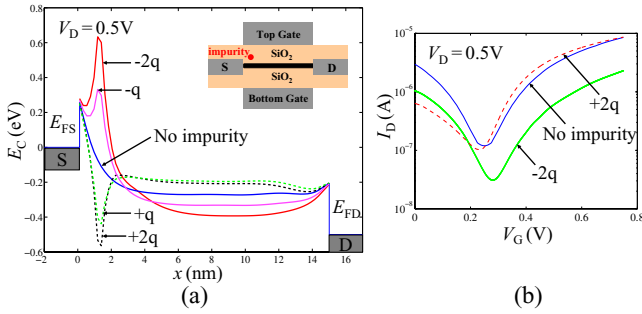 V_D = 0.5V
Top Gate
impurity
SiO₂
S
D
SiO₂
Bottom Gate
-2q
-q
No impurity
+q
+2q
E_FS
S
E_FD
D
0.8
0.6
0.4
0.2
0
-0.2
-0.4
-0.6
E_C (eV)
−2 0 2 4 6 8 10 12 14 16
x (nm)
(a)
V_D = 0.5V
+2q
No impurity
-2q
10⁻⁵
10⁻⁶
10⁻⁷
10⁻⁸
I_D (A)
0 0.2 0.4 0.6 0.8
V_G (V)
(b)